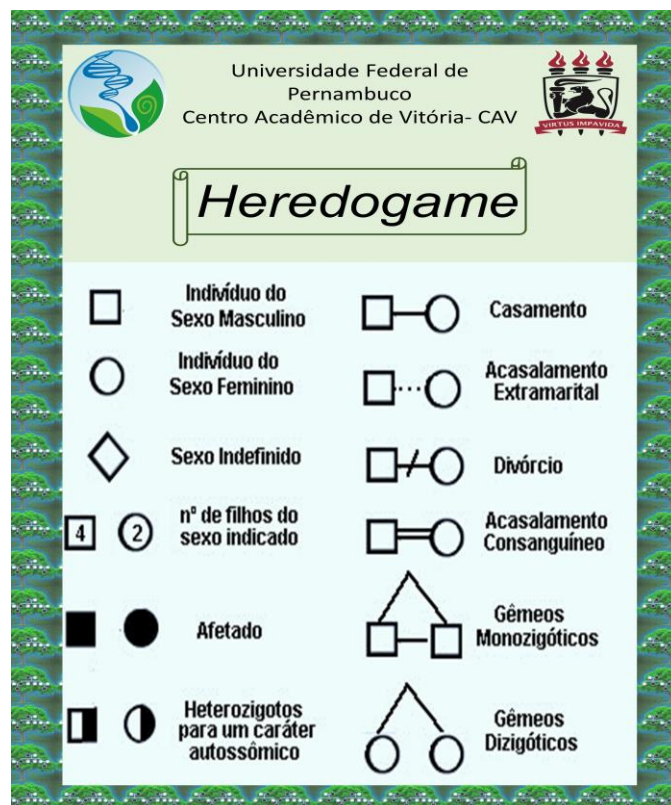 Universidade Federal de
Pernambuco
Centro Acadêmico de Vitória- CAV
VIRTUS IMPAVIDA
Heredogame
Indivíduo do
Sexo Masculino
Indivíduo do
Sexo Feminino
Sexo Indefinido
4
2
nº de filhos do
sexo indicado
Afetado
Heterozigotos
para um caráter
autossômico
Casamento
Acasalamento
Extramarital
Divórcio
Acasalamento
Consanguíneo
Gêmeos
Monozigóticos
Gêmeos
Dizigóticos